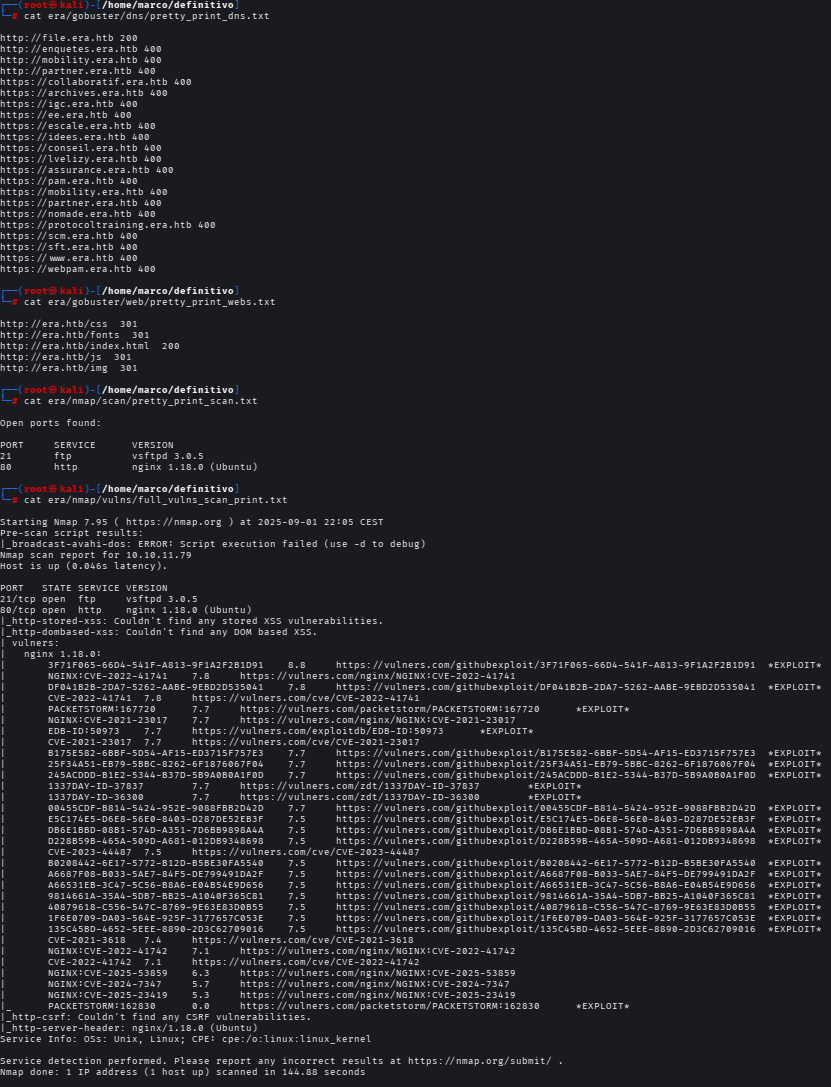 ┌──(root㉿kali)-[/home/marco/definitivo]
└─# cat era/gobuster/dns/pretty_print_dns.txt
http://file.era.htb 200
http://enquetes.era.htb 400
http://mobility.era.htb 400
http://partner.era.htb 400
https://collaboratif.era.htb 400
https://archives.era.htb 400
https://igc.era.htb 400
https://ee.era.htb 400
https://escale.era.htb 400
https://idees.era.htb 400
https://conseil.era.htb 400
https://lvelizy.era.htb 400
https://assurance.era.htb 400
https://pam.era.htb 400
https://mobility.era.htb 400
https://partner.era.htb 400
https://nomade.era.htb 400
https://protocoltraining.era.htb 400
https://scm.era.htb 400
https://sft.era.htb 400
https://www.era.htb 400
https://webpam.era.htb 400
┌──(root㉿kali)-[/home/marco/definitivo]
└─# cat era/gobuster/web/pretty_print_webs.txt
http://era.htb/css  301
http://era.htb/fonts  301
http://era.htb/index.html  200
http://era.htb/js  301
http://era.htb/img  301
┌──(root㉿kali)-[/home/marco/definitivo]
└─# cat era/nmap/scan/pretty_print_scan.txt
Open ports found:
PORT     SERVICE      VERSION
21       ftp          vsftpd 3.0.5
80       http         nginx 1.18.0 (Ubuntu)
┌──(root㉿kali)-[/home/marco/definitivo]
└─# cat era/nmap/vulns/full_vulns_scan_print.txt
Starting Nmap 7.95 ( https://nmap.org ) at 2025-09-01 22:05 CEST
Pre-scan script results:
|_broadcast-avahi-dos: ERROR: Script execution failed (use -d to debug)
Nmap scan report for 10.10.11.79
Host is up (0.046s latency).
PORT   STATE SERVICE VERSION
21/tcp open  ftp     vsftpd 3.0.5
80/tcp open  http    nginx 1.18.0 (Ubuntu)
|_http-stored-xss: Couldn't find any stored XSS vulnerabilities.
|_http-dombased-xss: Couldn't find any DOM based XSS.
| vulners:
|   nginx 1.18.0:
|       3F71F065-66D4-541F-A813-9F1A2F2B1D91    8.8     https://vulners.com/githubexploit/3F71F065-66D4-541F-A813-9F1A2F2B1D91  *EXPLOIT*
|       NGINX:CVE-2022-41741    7.8     https://vulners.com/nginx/NGINX:CVE-2022-41741
|       DF041B2B-2DA7-5262-AABE-9EBD2D535041    7.8     https://vulners.com/githubexploit/DF041B2B-2DA7-5262-AABE-9EBD2D535041  *EXPLOIT*
|       CVE-2022-41741  7.8     https://vulners.com/cve/CVE-2022-41741
|       PACKETSTORM:167720      7.7     https://vulners.com/packetstorm/PACKETSTORM:167720      *EXPLOIT*
|       NGINX:CVE-2021-23017    7.7     https://vulners.com/nginx/NGINX:CVE-2021-23017
|       EDB-ID:50973    7.7     https://vulners.com/exploitdb/EDB-ID:50973      *EXPLOIT*
|       CVE-2021-23017  7.7     https://vulners.com/cve/CVE-2021-23017
|       B175E582-6BBF-5D54-AF15-ED3715F757E3    7.7     https://vulners.com/githubexploit/B175E582-6BBF-5D54-AF15-ED3715F757E3  *EXPLOIT*
|       25F34A51-EB79-5BBC-8262-6F1876067F04    7.7     https://vulners.com/githubexploit/25F34A51-EB79-5BBC-8262-6F1876067F04  *EXPLOIT*
|       245ACDDD-B1E2-5344-B37D-5B9A0B0A1F0D    7.7     https://vulners.com/githubexploit/245ACDDD-B1E2-5344-B37D-5B9A0B0A1F0D  *EXPLOIT*
|       1337DAY-ID-37837        7.7     https://vulners.com/zdt/1337DAY-ID-37837        *EXPLOIT*
|       1337DAY-ID-36300        7.7     https://vulners.com/zdt/1337DAY-ID-36300        *EXPLOIT*
|       00455CDF-B814-5424-952E-9088FBB2D42D    7.7     https://vulners.com/githubexploit/00455CDF-B814-5424-952E-9088FBB2D42D  *EXPLOIT*
|       E5C174E5-D6E8-56E0-8403-D287DE52EB3F    7.5     https://vulners.com/githubexploit/E5C174E5-D6E8-56E0-8403-D287DE52EB3F  *EXPLOIT*
|       DB6E1BBD-08B1-574D-A351-7D6BB9898A4A    7.5     https://vulners.com/githubexploit/DB6E1BBD-08B1-574D-A351-7D6BB9898A4A  *EXPLOIT*
|       D228B59B-465A-509D-A681-012DB9348698    7.5     https://vulners.com/githubexploit/D228B59B-465A-509D-A681-012DB9348698  *EXPLOIT*
|       CVE-2023-44487  7.5     https://vulners.com/cve/CVE-2023-44487
|       B0208442-6E17-5772-B12D-B5BE30FA5540    7.5     https://vulners.com/githubexploit/B0208442-6E17-5772-B12D-B5BE30FA5540  *EXPLOIT*
|       A6687F08-B033-5AE7-84F5-DE799491DA2F    7.5     https://vulners.com/githubexploit/A6687F08-B033-5AE7-84F5-DE799491DA2F  *EXPLOIT*
|       A66531EB-3C47-5C56-B8A6-E04B54E9D656    7.5     https://vulners.com/githubexploit/A66531EB-3C47-5C56-B8A6-E04B54E9D656  *EXPLOIT*
|       9814661A-35A4-5DB7-BB25-A1040F365C81    7.5     https://vulners.com/githubexploit/9814661A-35A4-5DB7-BB25-A1040F365C81  *EXPLOIT*
|       40879618-C556-547C-8769-9E63E83D0B55    7.5     https://vulners.com/githubexploit/40879618-C556-547C-8769-9E63E83D0B55  *EXPLOIT*
|       1F6E0709-DA03-564E-925F-3177657C053E    7.5     https://vulners.com/githubexploit/1F6E0709-DA03-564E-925F-3177657C053E  *EXPLOIT*
|       135C45BD-4652-5EEE-8890-2D3C62709016    7.5     https://vulners.com/githubexploit/135C45BD-4652-5EEE-8890-2D3C62709016  *EXPLOIT*
|       CVE-2021-3618   7.4     https://vulners.com/cve/CVE-2021-3618
|       NGINX:CVE-2022-41742    7.1     https://vulners.com/nginx/NGINX:CVE-2022-41742
|       CVE-2022-41742  7.1     https://vulners.com/cve/CVE-2022-41742
|       NGINX:CVE-2025-53859    6.3     https://vulners.com/nginx/NGINX:CVE-2025-53859
|       NGINX:CVE-2024-7347     5.7     https://vulners.com/nginx/NGINX:CVE-2024-7347
|       NGINX:CVE-2025-23419    5.3     https://vulners.com/nginx/NGINX:CVE-2025-23419
|_      PACKETSTORM:162830      0.0     https://vulners.com/packetstorm/PACKETSTORM:162830      *EXPLOIT*
|_http-csrf: Couldn't find any CSRF vulnerabilities.
|_http-server-header: nginx/1.18.0 (Ubuntu)
Service Info: OSs: Unix, Linux; CPE: cpe:/o:linux:linux_kernel
Service detection performed. Please report any incorrect results at https://nmap.org/submit/ .
Nmap done: 1 IP address (1 host up) scanned in 144.88 seconds